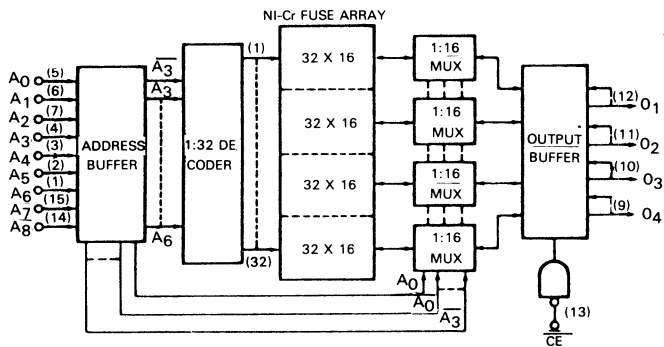 NI-Cr FUSE ARRAY
A0 (5)
A1 (6)
A2 (7)
A3 (4)
A4 (3)
A5 (2)
A6 (1)
A7 (15)
A8 (14)
ADDRESS
BUFFER
A3
A3
A6
1:32 DE
CODER
(1)
(32)
32 X 16
32 X 16
32 X 16
32 X 16
1:16
MUX
1:16
MUX
1:16
MUX
1:16
MUX
A0
A0
A3
OUTPUT
BUFFER
(12) O1
(11) O2
(10) O3
(9) O4
(13)
CE